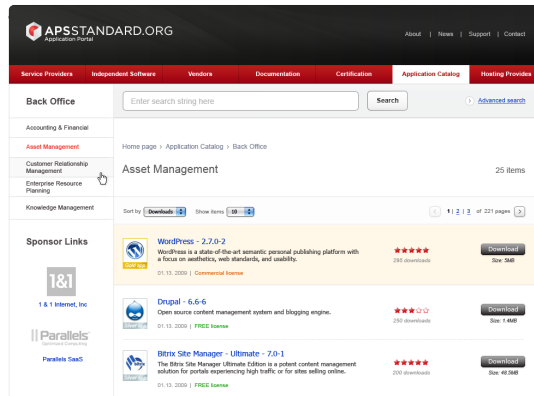 APSSTANDARD.ORG
Application Portal
About | News | Support | Contact
Service Providers Independent Software Vendors Documentation Certification Application Catalog Hosting Provides
Back Office
Enter search string here
Search
Advanced search
Accounting & Financial
Asset Management
Customer Relationship
Management
Enterprise Resource
Planning
Knowledge Management
Home page › Application Catalog › Back Office
Asset Management
25 items
Sort by Downloads Show items 10
1 | 2 | 3 of 221 pages
Sponsor Links
1&1
1 & 1 Internet, Inc
Parallels
Optimized Computing
Parallels SaaS
WordPress - 2.7.0-2
WordPress is a state-of-the-art semantic personal publishing platform with
a focus on aesthetics, web standards, and usability.
01.13. 2009 | Commercial license
Gold app
295 downloads
Download
Size: 5MB
Drupal - 6.6-6
Open source content management system and blogging engine.
01.13. 2009 | FREE license
250 downloads
Download
Size: 1.4MB
Bitrix Site Manager - Ultimate - 7.0-1
The Bitrix Site Manager Ultimate Edition is a potent content management
solution for portals experiencing high traffic or for sites selling online.
01.13. 2009 | FREE license
Bitrix
200 downloads
Download
Size: 48.3MB